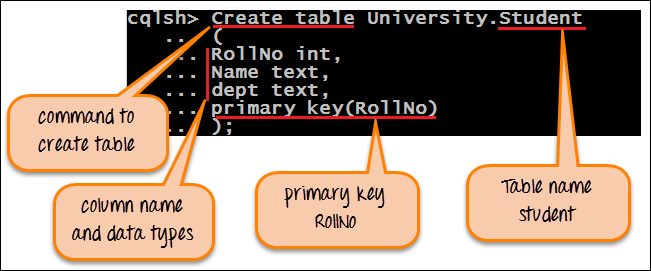 cqlsh> Create table University.Student
... (
... RollNo int,
... Name text,
... dept text,
... primary key(RollNo)
... );
command to
create table
column name
and data types
primary key
RollNo
Table name
student